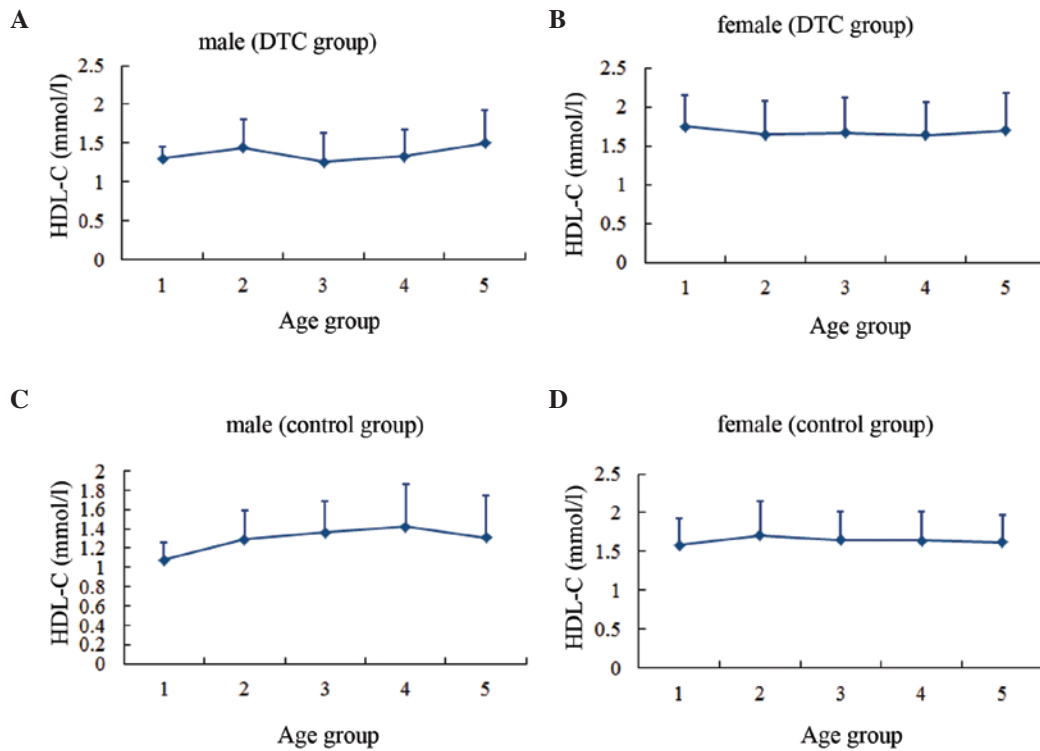 A
male (DTC group)
HDL-C (mmol/l)
2.5
2
1.5
1
0.5
0
1 2 3 4 5
Age group
B
female (DTC group)
HDL-C (mmol/l)
2.5
2
1.5
1
0.5
0
1 2 3 4 5
Age group
C
male (control group)
HDL-C (mmol/l)
2
1.8
1.6
1.4
1.2
1
0.8
0.6
0.4
0.2
0
1 2 3 4 5
Age group
D
female (control group)
HDL-C (mmol/l)
2.5
2
1.5
1
0.5
0
1 2 3 4 5
Age group